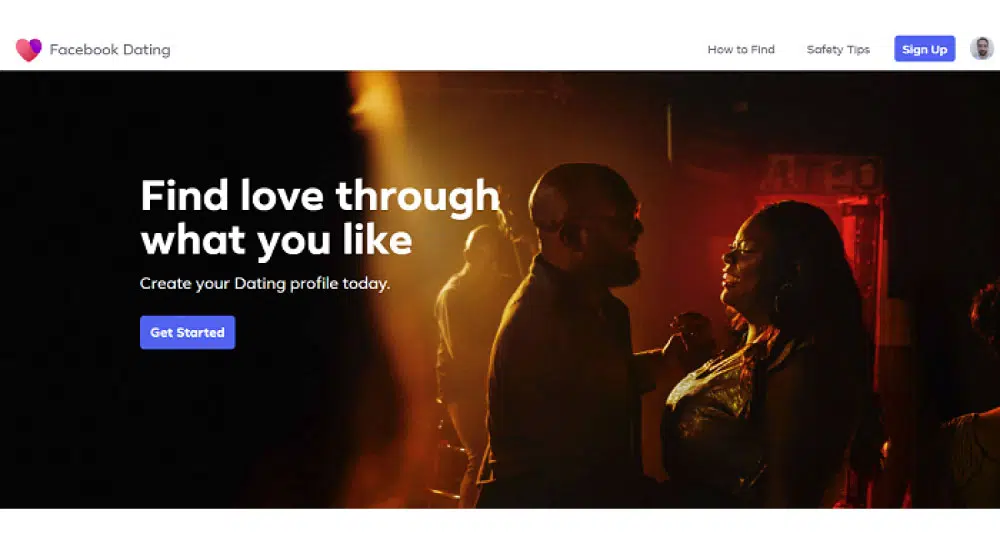 Facebook Dating
How to Find
Safety Tips
Sign Up
Find love through
what you like
Create your Dating profile today.
Get Started